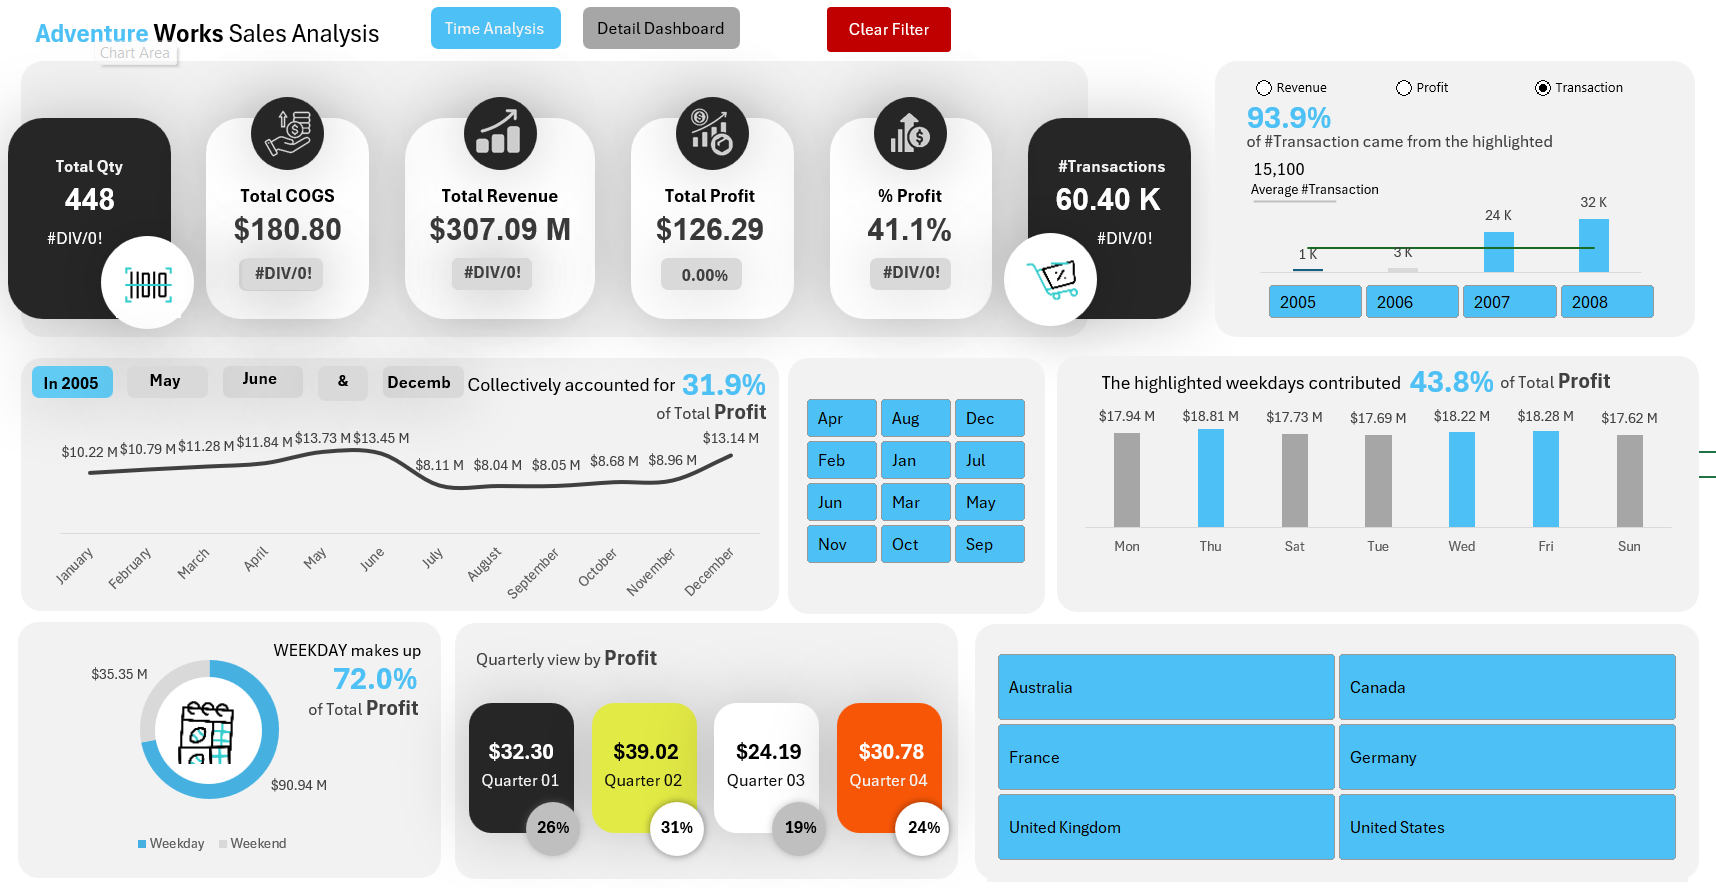 Adventure Works Sales Analysis
Chart Area
Time Analysis
Detail Dashboard
Clear Filter
Total Qty
448
#DIV/0!
Total COGS
$180.80
#DIV/0!
Total Revenue
$307.09 M
#DIV/0!
Total Profit
$126.29
0.00%
% Profit
41.1%
#DIV/0!
#Transactions
60.40 K
#DIV/0!
Revenue
Profit
Transaction
93.9%
of #Transaction came from the highlighted
15,100
Average #Transaction
1 K
3 K
24 K
32 K
2005
2006
2007
2008
In 2005
May
June
&
Decemb
Collectively accounted for 31.9%
of Total Profit
$10.22 M
$10.79 M
$11.28 M
$11.84 M
$13.73 M
$13.45 M
$8.11 M
$8.04 M
$8.05 M
$8.68 M
$8.96 M
$13.14 M
January
February
March
April
May
June
July
August
September
October
November
December
Apr
Aug
Dec
Feb
Jan
Jul
Jun
Mar
May
Nov
Oct
Sep
The highlighted weekdays contributed 43.8% of Total Profit
$17.94 M
$18.81 M
$17.73 M
$17.69 M
$18.22 M
$18.28 M
$17.62 M
Mon
Thu
Sat
Tue
Wed
Fri
Sun
WEEKDAY makes up
72.0%
of Total Profit
$35.35 M
$90.94 M
Weekday
Weekend
Quarterly view by Profit
$32.30
Quarter 01
26%
$39.02
Quarter 02
31%
$24.19
Quarter 03
19%
$30.78
Quarter 04
24%
Australia
Canada
France
Germany
United Kingdom
United States